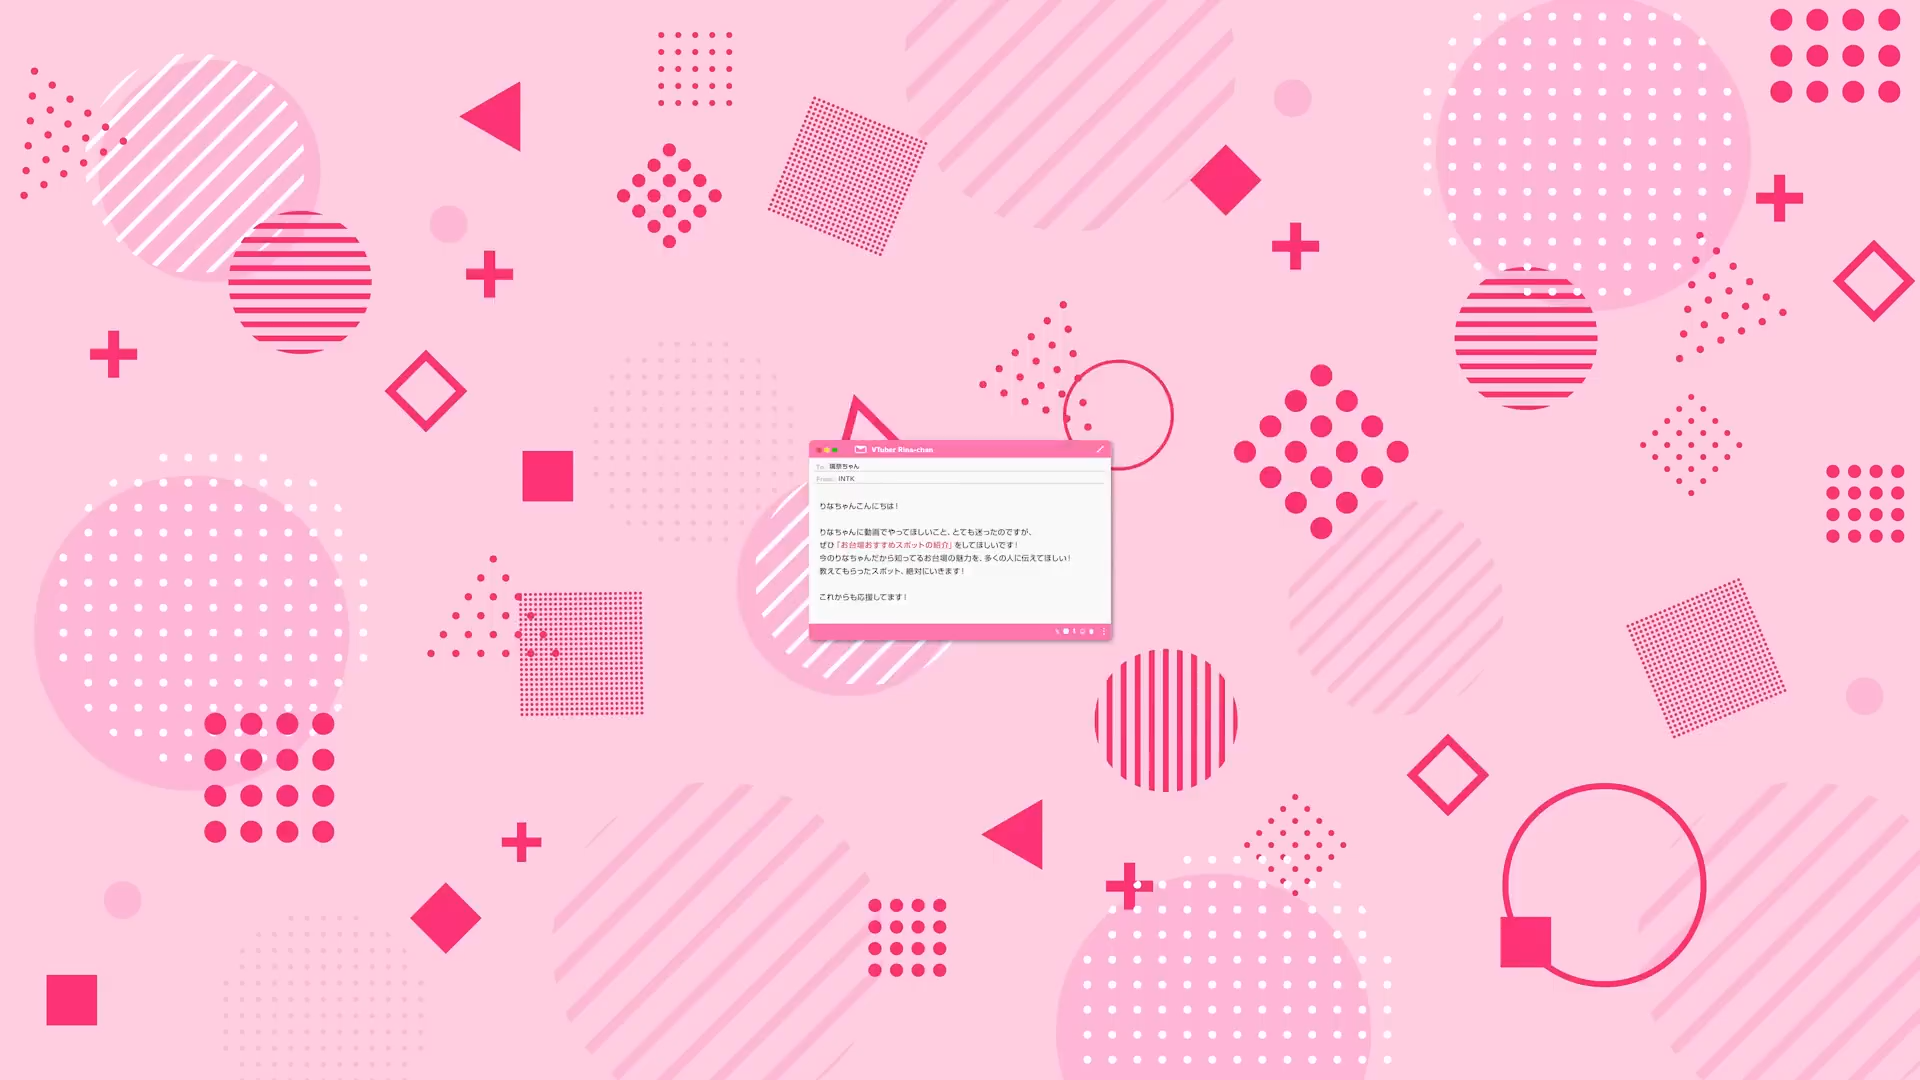 VTuber Rina-chan
To: 璃奈ちゃん
From: INTK
りなちゃんこんにちは！
りなちゃんに動画でやってほしいこと、とても迷ったのですが、
ぜひ「お台場おすすめスポットの紹介」をしてほしいです！
今のりなちゃんだから知ってるお台場の魅力を、多くの人に伝えてほしい！
教えてもらったスポット、絶対にいきます！
これからも応援してます！